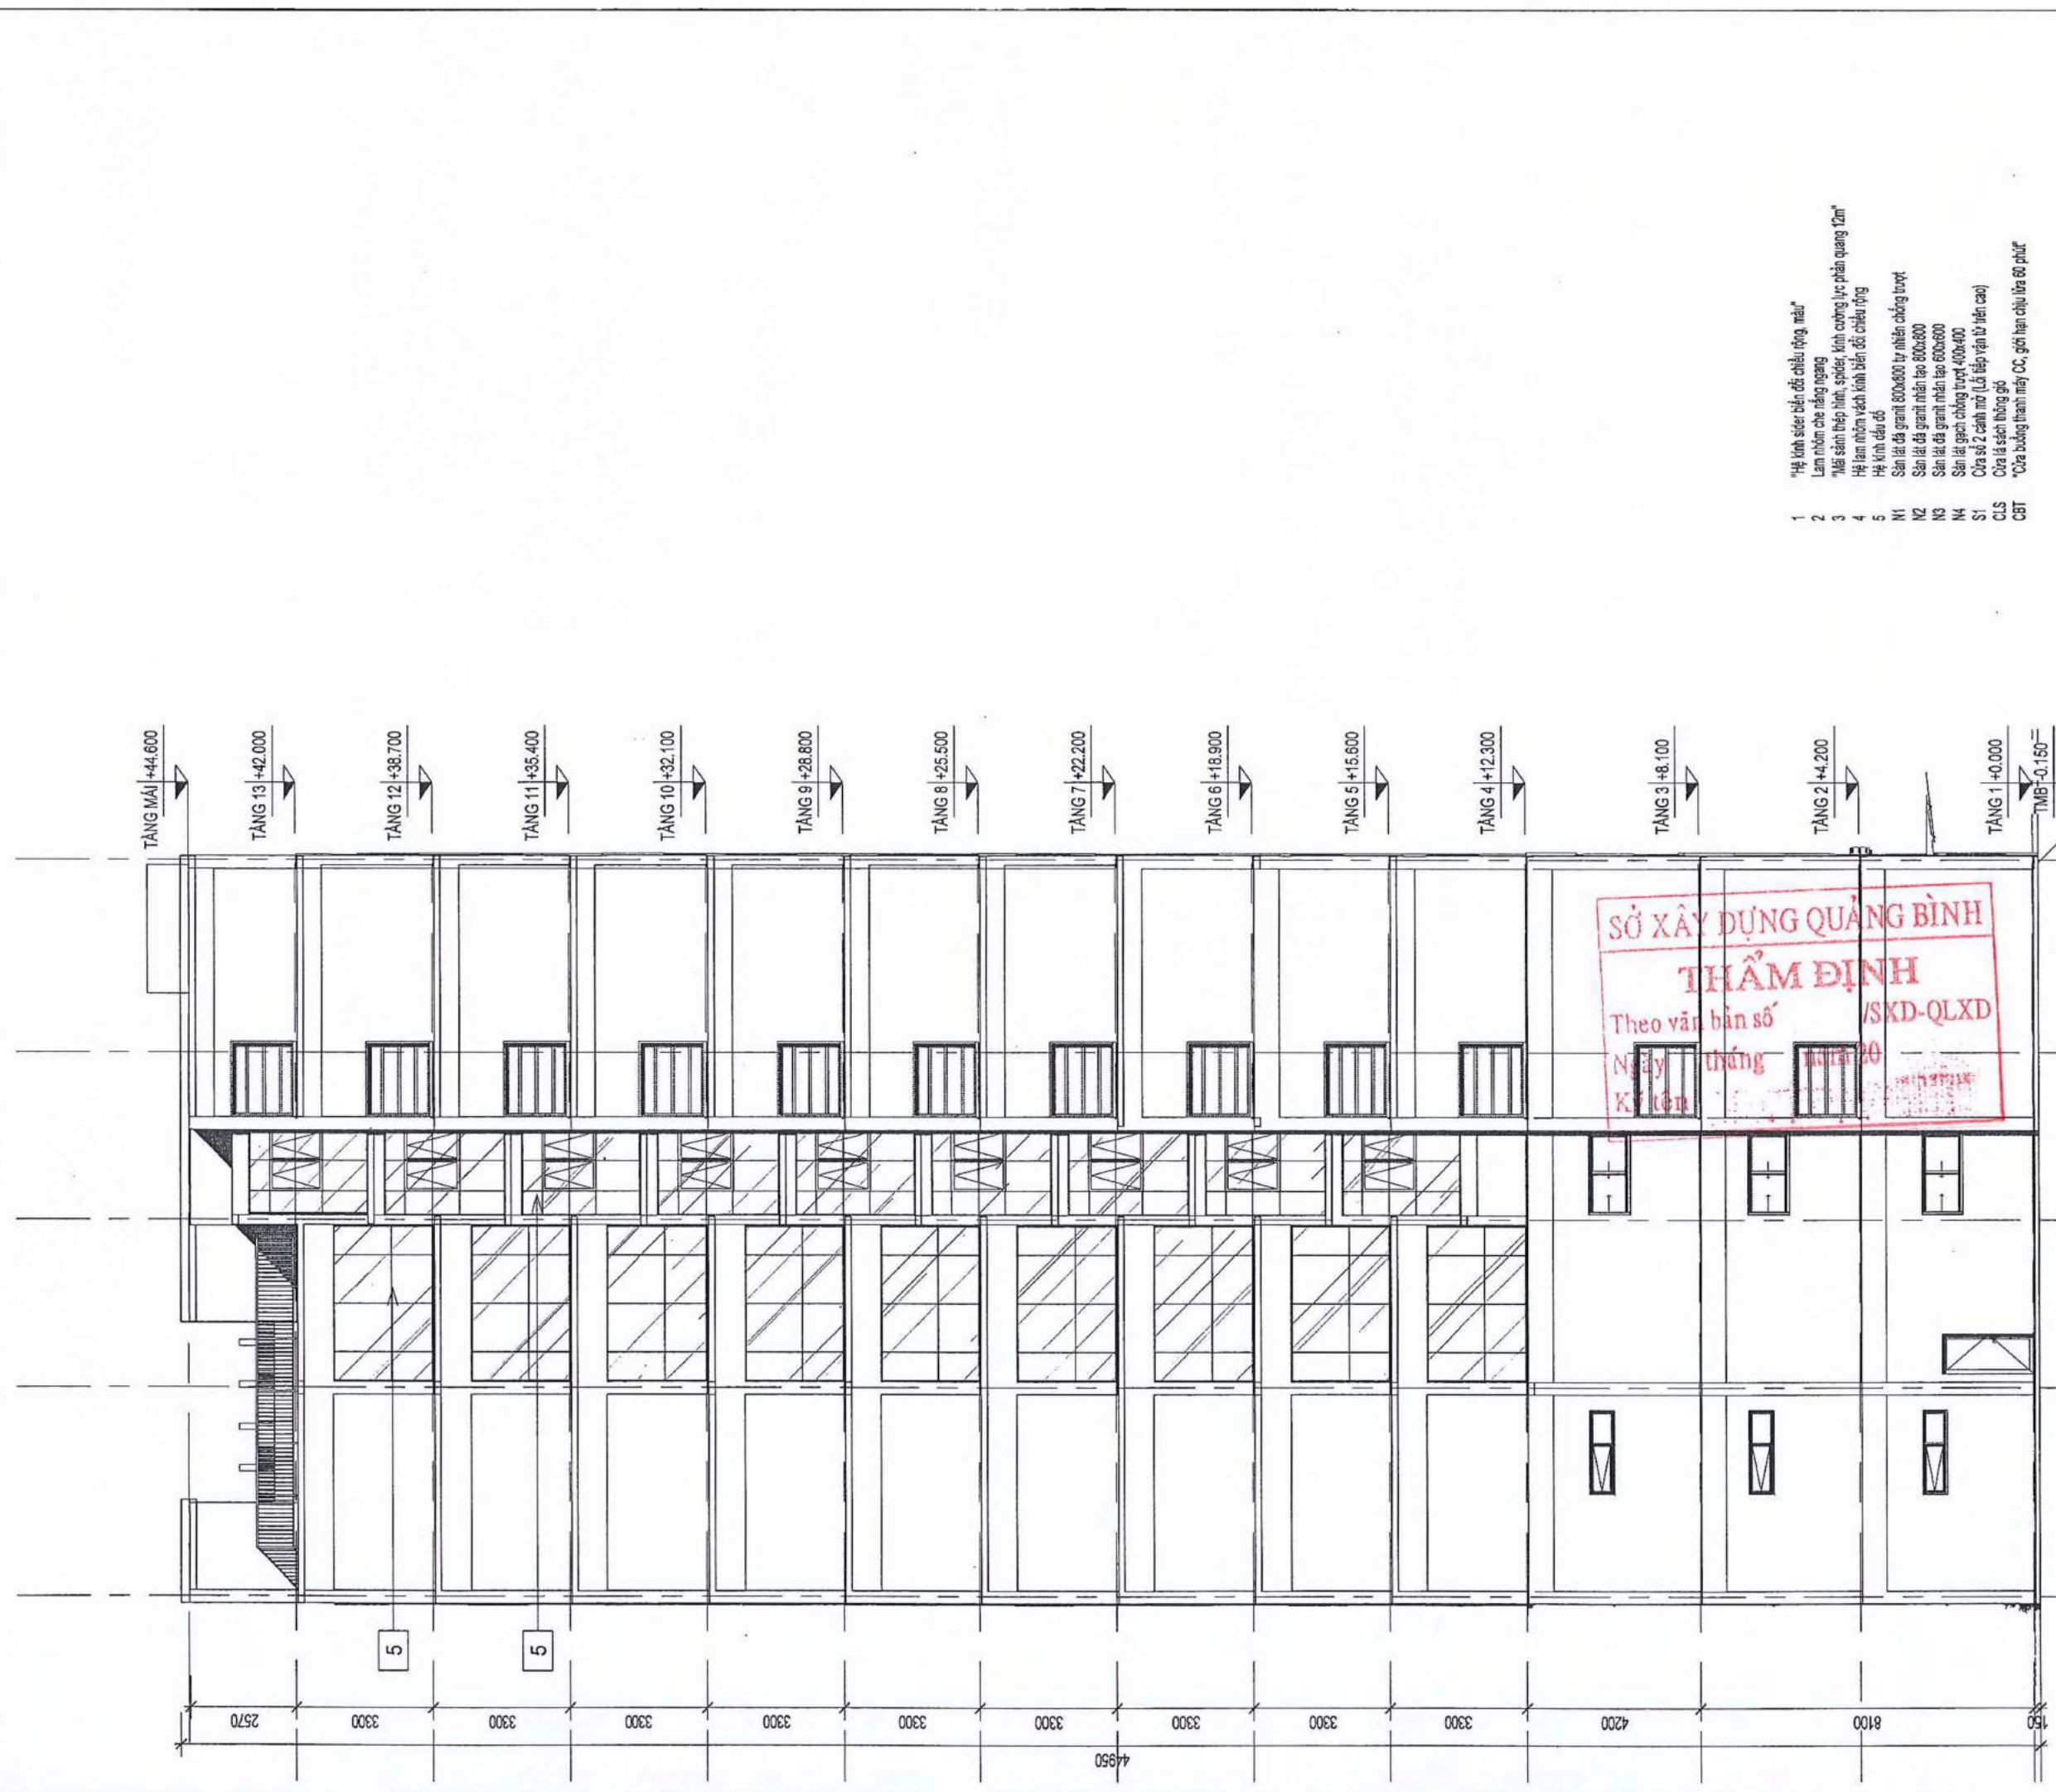 TẦNG MÁI +44.600
TẦNG 13 +42.000
TẦNG 12 +38.700
TẦNG 11 +35.400
TẦNG 10 +32.100
TẦNG 9 +28.800
TẦNG 8 +25.500
TẦNG 7 +22.200
TẦNG 6 +18.900
TẦNG 5 +15.600
TẦNG 4 +12.300
TẦNG 3 +8.100
TẦNG 2 +4.200
TẦNG 1 +0.000
TMB -0.150
1 "Hệ kính sider biến đổi chiều rộng, màu"
2 Lam nhôm che nắng ngang
3 "Mái sảnh thép hình, spider, kính cường lực phản quang 12m"
4 Hệ lam nhôm vách kính biến đổi chiều rộng
5 Hệ kính dấu đố
N1 Sàn lát đá granit 800x800 tự nhiên chống trượt
N2 Sàn lát đá granit nhân tạo 800x800
N3 Sàn lát đá granit nhân tạo 600x600
N4 Sàn lát gạch chống trượt 400x400
S1 Cửa sổ 2 cánh mở (Lối tiếp vận từ trên cao)
CLS Cửa lá sách thông gió
CBT "Cửa buồng thanh máy CC, giới hạn chịu lửa 60 phút"
SỞ XÂY DỰNG QUẢNG BÌNH
THẨM ĐỊNH
Theo văn bản số /SXD-QLXD
Ngày tháng năm 20
Ký tên
5
5
2570
3300
3300
3300
3300
3300
3300
3300
3300
3300
4200
8100
150
44950